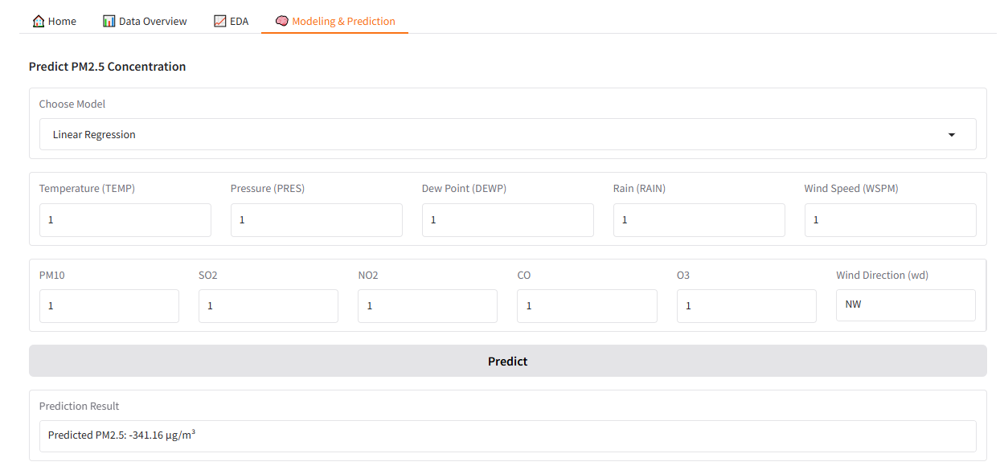 Home Data Overview EDA Modeling & Prediction
Predict PM2.5 Concentration
Choose Model
Linear Regression
Temperature (TEMP) Pressure (PRES) Dew Point (DEWP) Rain (RAIN) Wind Speed (WSPM)
1 1 1 1 1
PM10 SO2 NO2 CO O3 Wind Direction (wd)
1 1 1 1 1 NW
Predict
Prediction Result
Predicted PM2.5: -341.16 µg/m³